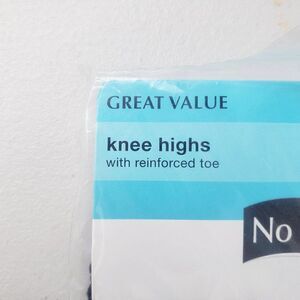 GREAT VALUE
knee highs
with reinforced toe
No